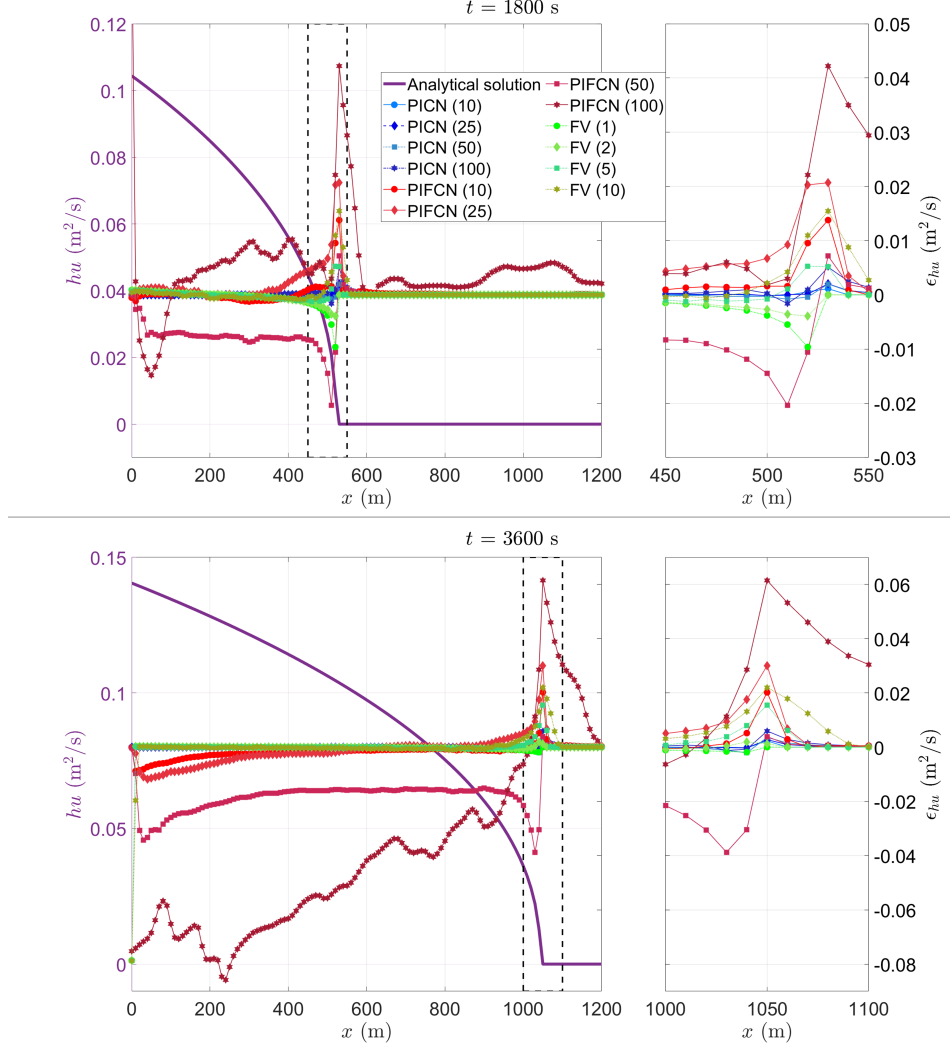 t = 1800 s
0.12
0.1
0.08
0.06
0.04
0.02
0
hu (m²/s)
0 200 400 600 800 1000 1200
x (m)
Analytical solution
PICN (10)
PICN (25)
PICN (50)
PICN (100)
PIFCN (10)
PIFCN (25)
PIFCN (50)
PIFCN (100)
FV (1)
FV (2)
FV (5)
FV (10)
0.05
0.04
0.03
0.02
0.01
0
-0.01
-0.02
-0.03
ϵhu (m²/s)
450 500 550
x (m)
t = 3600 s
0.15
0.1
0.05
0
hu (m²/s)
0 200 400 600 800 1000 1200
x (m)
0.06
0.04
0.02
0
-0.02
-0.04
-0.06
-0.08
ϵhu (m²/s)
1000 1050 1100
x (m)